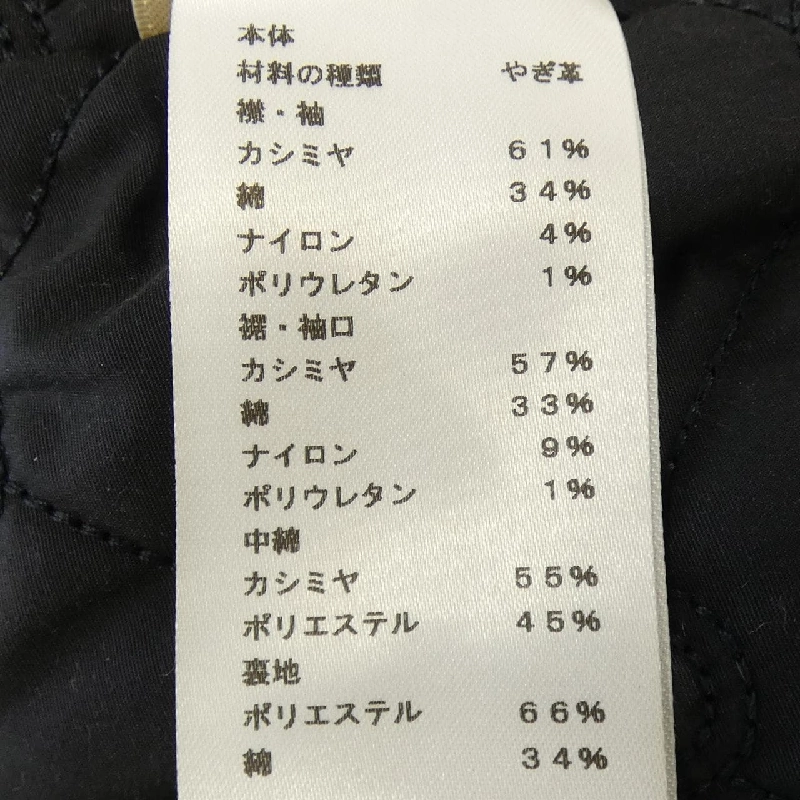 本体
材料の種類 やぎ革
襟・袖
カシミヤ 61%
綿 34%
ナイロン 4%
ポリウレタン 1%
裾・袖口
カシミヤ 57%
綿 33%
ナイロン 9%
ポリウレタン 1%
中綿
カシミヤ 55%
ポリエステル 45%
裏地
ポリエステル 66%
綿 34%